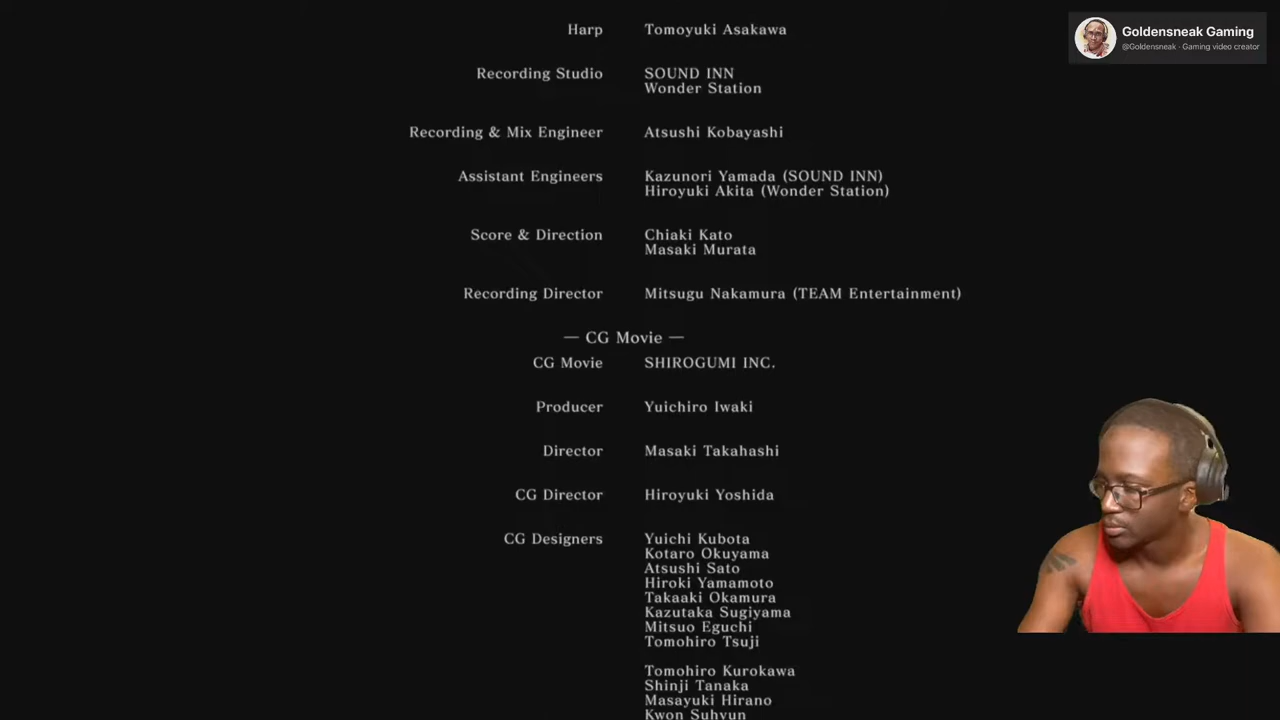 Goldensneak Gaming
@Goldensneak · Gaming video creator
Harp Tomoyuki Asakawa
Recording Studio SOUND INN
Wonder Station
Recording & Mix Engineer Atsushi Kobayashi
Assistant Engineers Kazunori Yamada (SOUND INN)
Hiroyuki Akita (Wonder Station)
Score & Direction Chiaki Kato
Masaki Murata
Recording Director Mitsugu Nakamura (TEAM Entertainment)
— CG Movie —
CG Movie SHIROGUMI INC.
Producer Yuichiro Iwaki
Director Masaki Takahashi
CG Director Hiroyuki Yoshida
CG Designers Yuichi Kubota
Kotaro Okuyama
Atsushi Sato
Hiroki Yamamoto
Takaaki Okamura
Kazutaka Sugiyama
Mitsuo Eguchi
Tomohiro Tsuji
Tomohiro Kurokawa
Shinji Tanaka
Masayuki Hirano
Kwon Suhyun